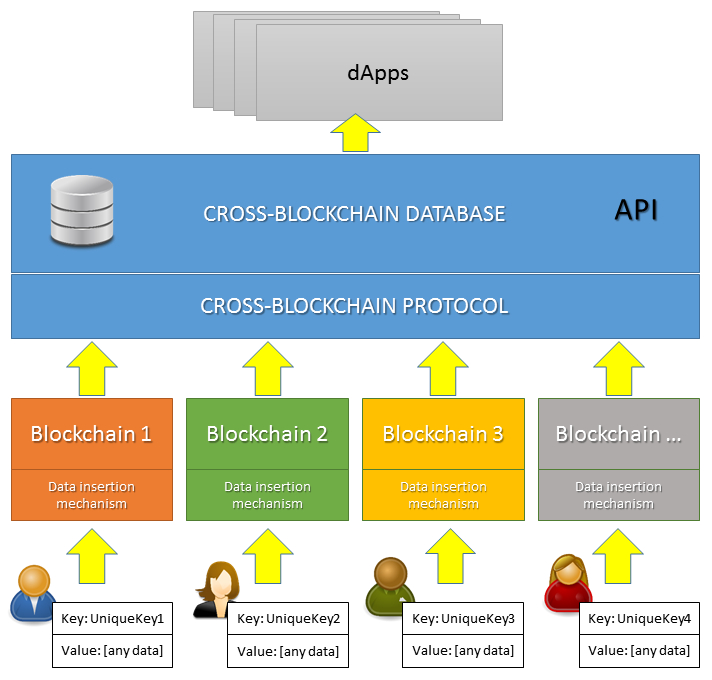 dApps
CROSS-BLOCKCHAIN DATABASE
API
CROSS-BLOCKCHAIN PROTOCOL
Blockchain 1
Data insertion
mechanism
Blockchain 2
Data insertion
mechanism
Blockchain 3
Data insertion
mechanism
Blockchain ...
Data insertion
mechanism
Key: UniqueKey1
Value: [any data]
Key: UniqueKey2
Value: [any data]
Key: UniqueKey3
Value: [any data]
Key: UniqueKey4
Value: [any data]